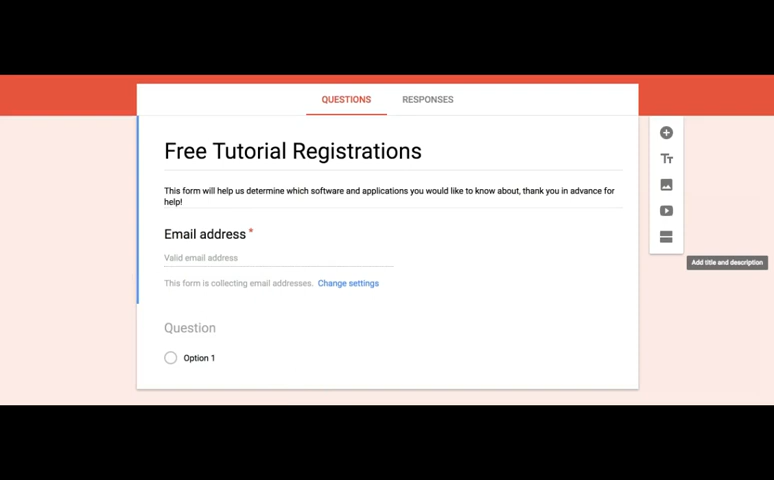 QUESTIONS RESPONSES
Free Tutorial Registrations
Tт
This form will help us determine which software and applications you would like to know about, thank you in advance for
help!
Email address *
Valid email address
This form is collecting email addresses. Change settings
Add title and description
Question
Option 1